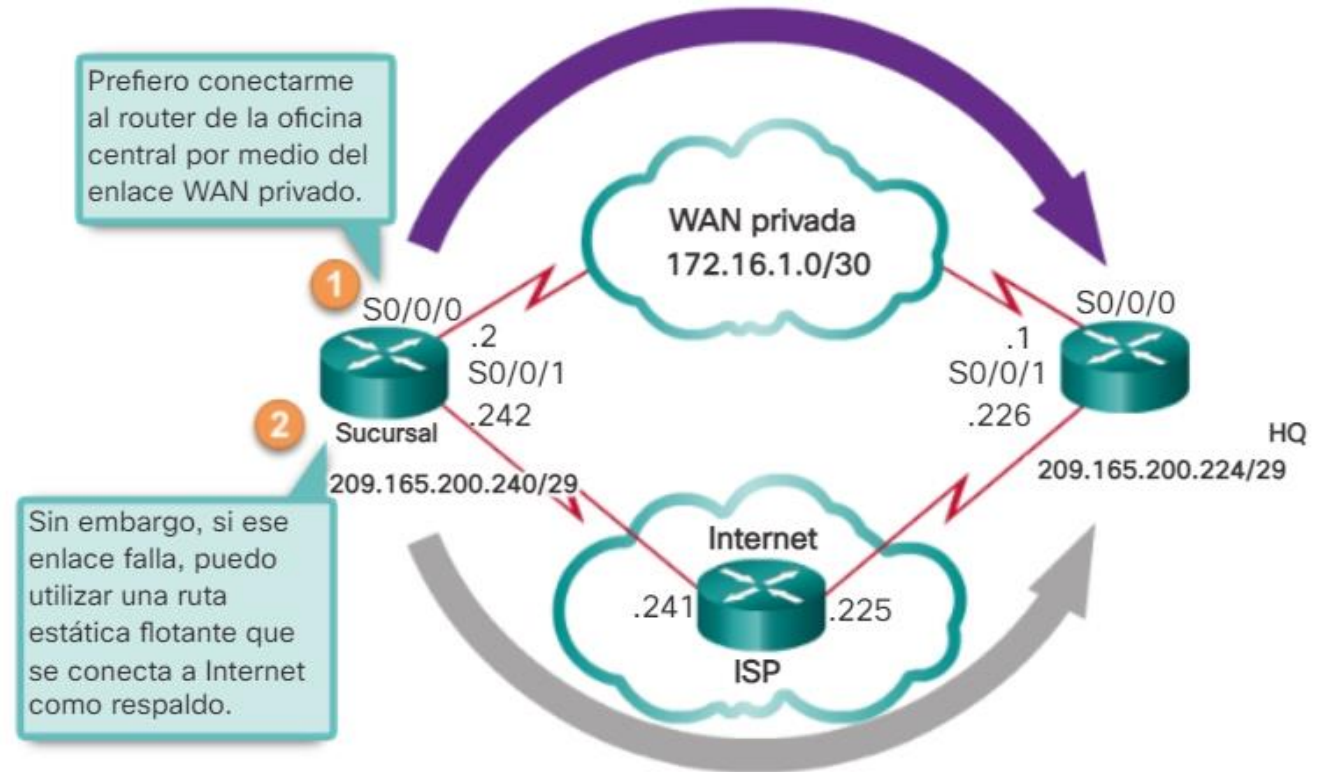 Prefiero conectarme
al router de la oficina
central por medio del
enlace WAN privado.
WAN privada
172.16.1.0/30
1
S0/0/0
.2
S0/0/1
.242
2
Sucursal
209.165.200.240/29
S0/0/0
.1
S0/0/1
.226
HQ
209.165.200.224/29
Sin embargo, si ese
enlace falla, puedo
utilizar una ruta
estática flotante que
se conecta a Internet
como respaldo.
Internet
.241
.225
ISP